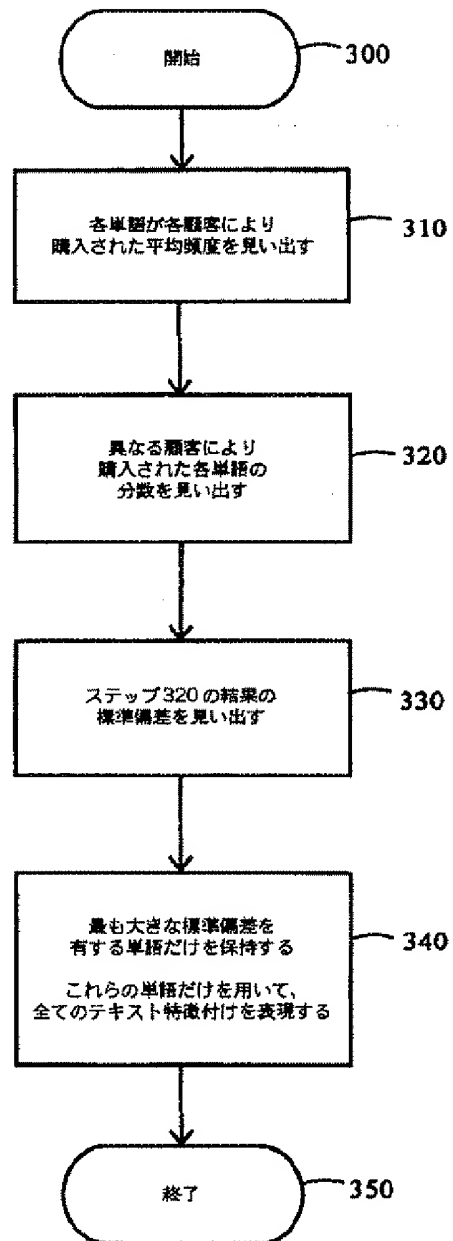 開始
300
各単語が各顧客により
購入された平均頻度を見い出す
310
異なる顧客により
購入された各単語の
分数を見い出す
320
ステップ320の結果の
標準偏差を見い出す
330
最も大きな標準偏差を
有する単語だけを保持する
これらの単語だけを用いて、
全てのテキスト特徴付けを表現する
340
終了
350